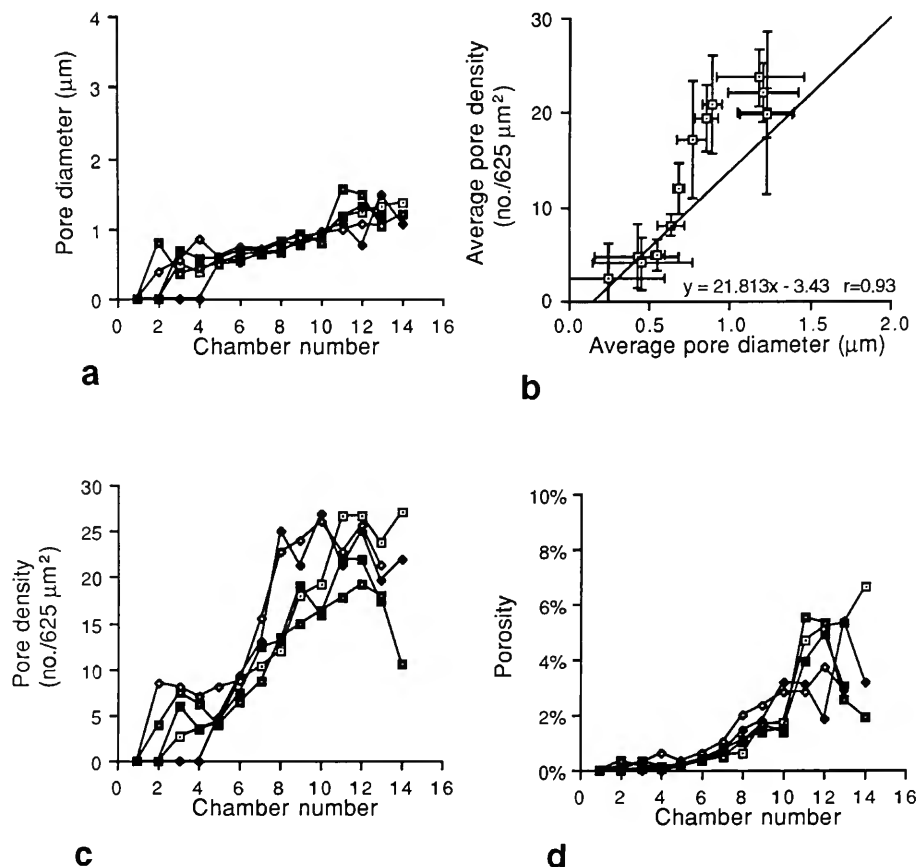 4
3
2
1
0
0 2 4 6 8 10 12 14 16
Pore diameter (µm)
Chamber number
a
30
20
10
0
0.0 0.5 1.0 1.5 2.0
Average pore density
(no./625 µm²)
y = 21.813x - 3.43 r=0.93
Average pore diameter (µm)
b
30
25
20
15
10
5
0
0 2 4 6 8 10 12 14 16
Pore density
(no./625 µm²)
Chamber number
c
10%
8%
6%
4%
2%
0%
0 2 4 6 8 10 12 14 16
Porosity
Chamber number
d